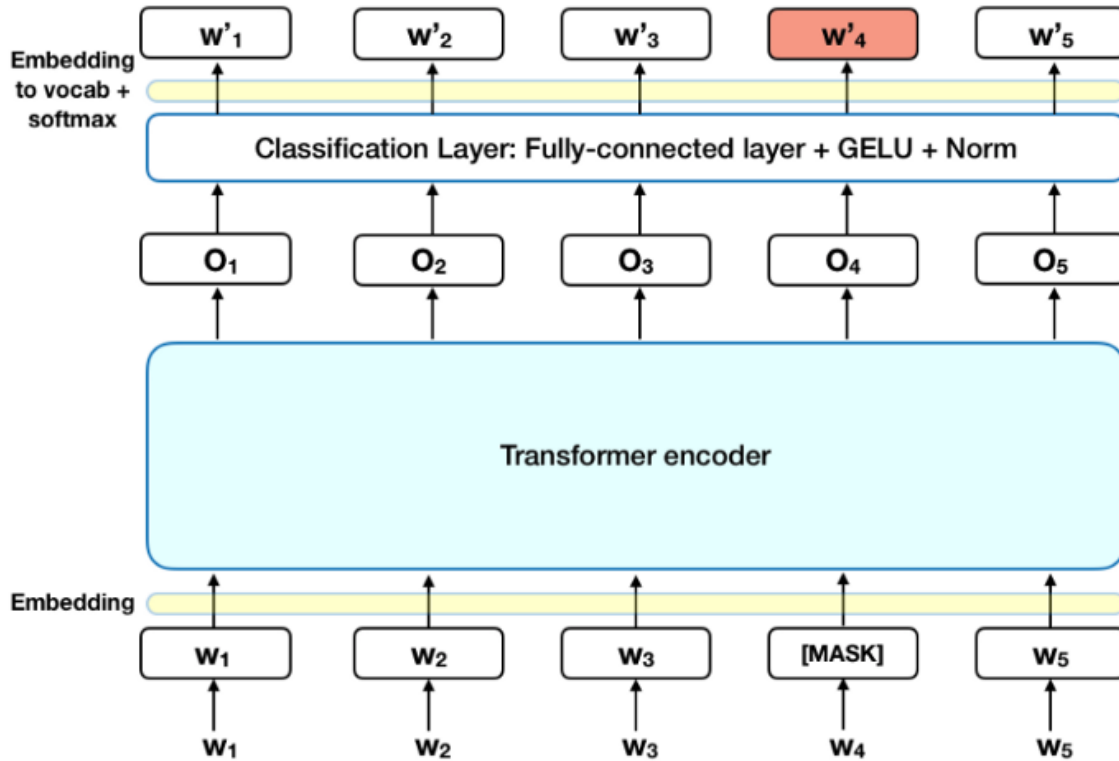 w'₁ w'₂ w'₃ w'₄ w'₅
Embedding
to vocab +
softmax
Classification Layer: Fully-connected layer + GELU + Norm
O₁ O₂ O₃ O₄ O₅
Transformer encoder
Embedding
w₁ w₂ w₃ [MASK] w₅
w₁ w₂ w₃ w₄ w₅